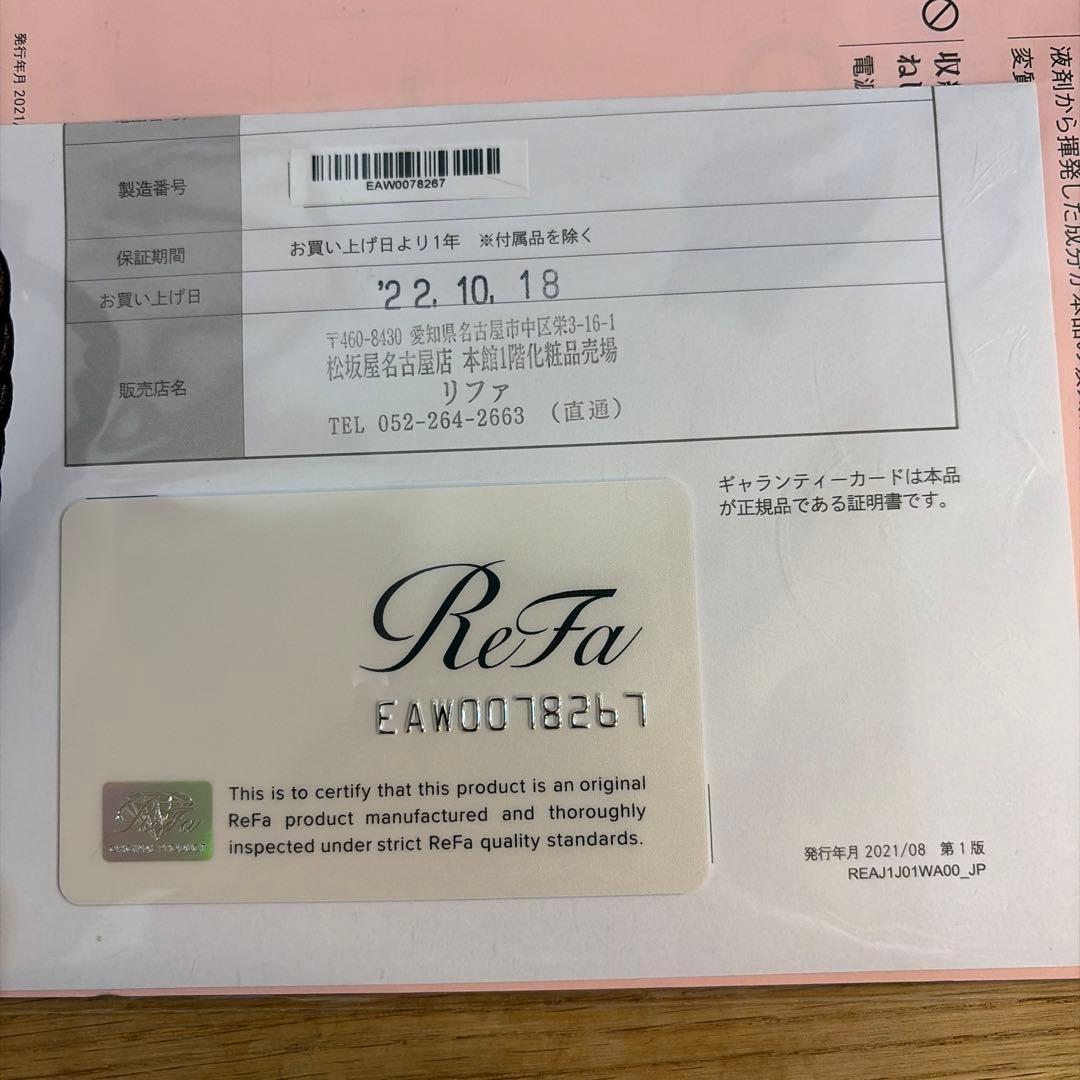 発行年月 2021
収
ね
電源
液剤から揮発した成分が本品の
変質
製造番号
EAW0078267
保証期間
お買い上げ日より1年 ※付属品を除く
お買い上げ日
'22.10.18
販売店名
〒460-8430 愛知県名古屋市中区栄3-16-1
松坂屋名古屋店 本館1階化粧品売場
リファ
TEL 052-264-2663 (直通)
ギャランティーカードは本品
が正規品である証明書です。
ReFa
EAW0078267
ReFa
ORIGINAL PRODUCT
This is to certify that this product is an original
ReFa product manufactured and thoroughly
inspected under strict ReFa quality standards.
発行年月 2021/08 第1版
REAJ1J01WA00_JP